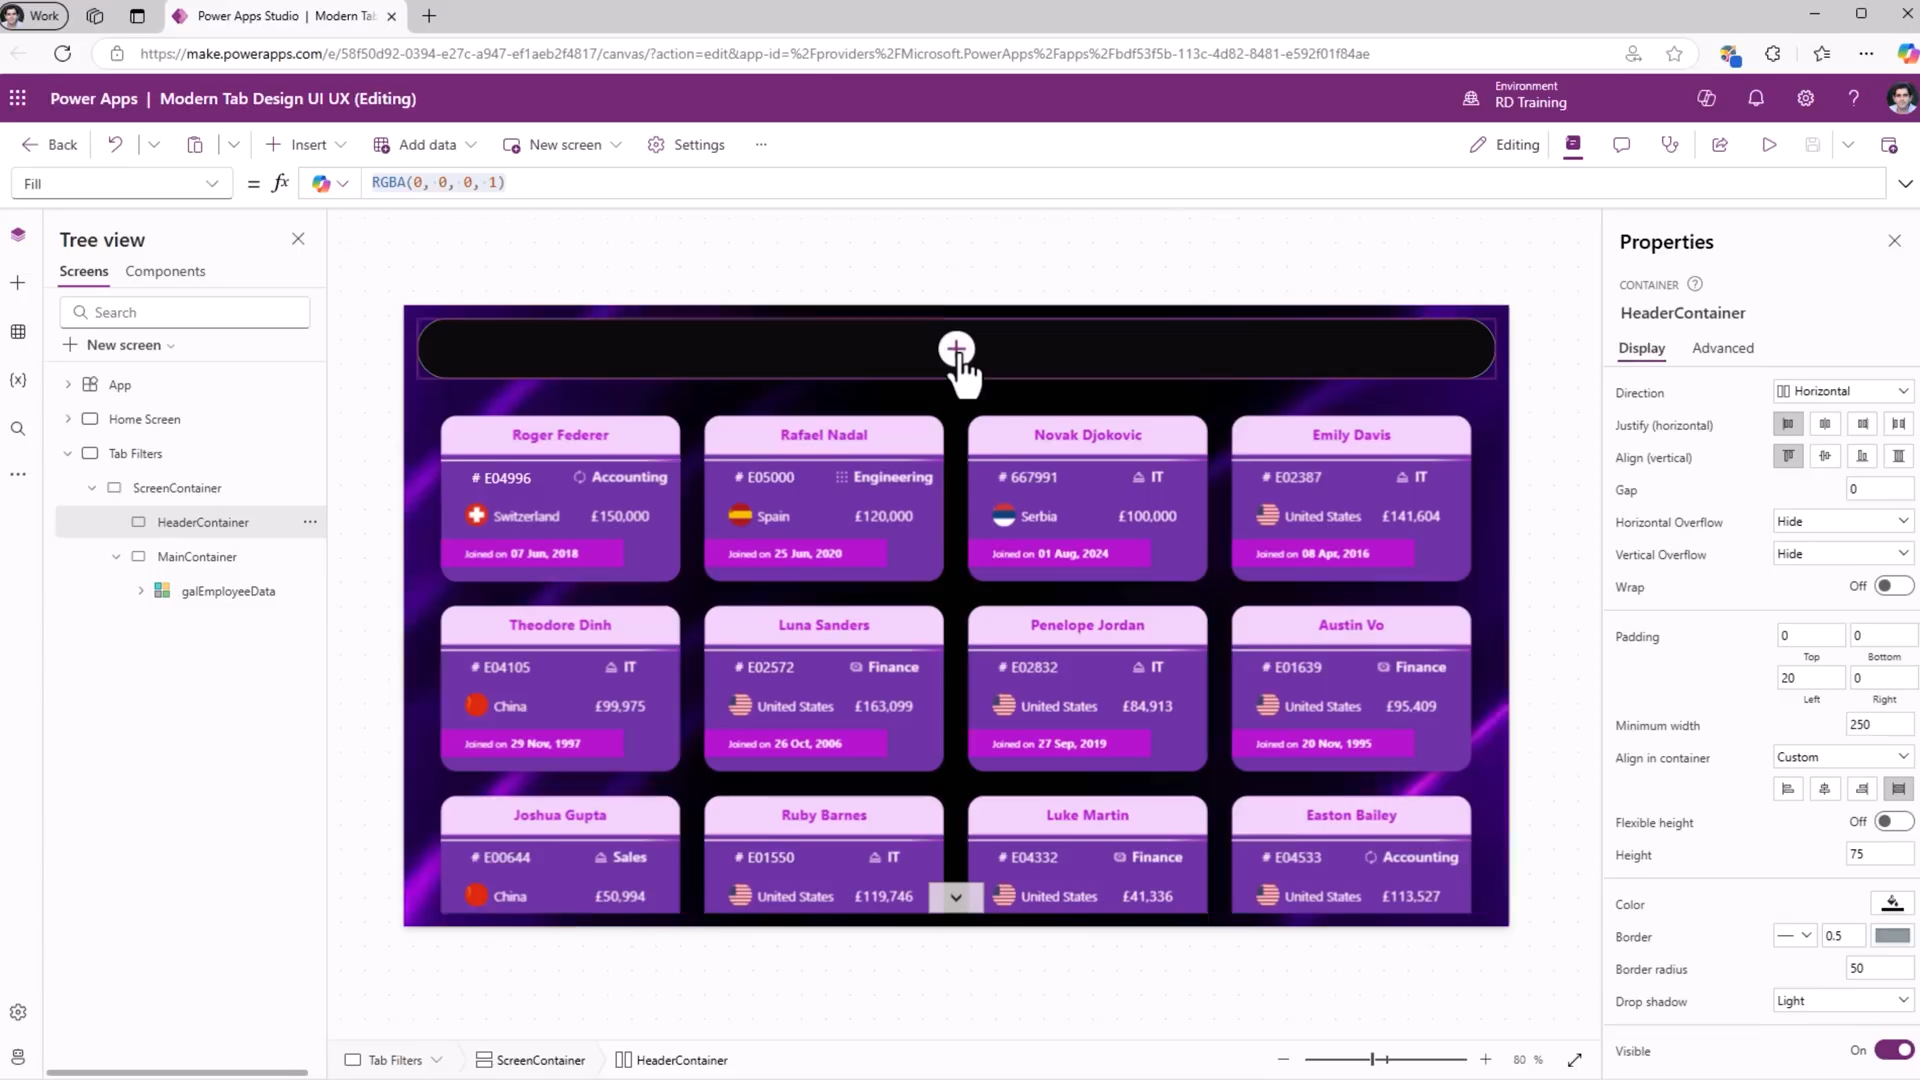 Work
Power Apps Studio | Modern Tab
https://make.powerapps.com/e/58f50d92-0394-e27c-a947-ef1aeb2f4817/canvas/?action=edit&app-id=%2Fproviders%2FMicrosoft.PowerApps%2Fapps%2Fbdf53f5b-113c-4d82-8481-e592f01f84ae
Power Apps | Modern Tab Design UI UX (Editing)
Environment
RD Training
Back
Insert
Add data
New screen
Settings
Editing
Fill
= fx
RGBA(0, 0, 0, 1)
Tree view
Screens
Components
Search
New screen
App
Home Screen
Tab Filters
ScreenContainer
HeaderContainer
MainContainer
galEmployeeData
Roger Federer
Rafael Nadal
Novak Djokovic
Emily Davis
# E04996
Accounting
# E05000
Engineering
# 667991
IT
# E02387
IT
Switzerland
£150,000
Spain
£120,000
Serbia
£100,000
United States
£141,604
Joined on 07 Jun, 2018
Joined on 25 Jun, 2020
Joined on 01 Aug, 2024
Joined on 08 Apr, 2016
Theodore Dinh
Luna Sanders
Penelope Jordan
Austin Vo
# E04105
IT
# E02572
Finance
# E02832
IT
# E01639
Finance
China
£99,975
United States
£163,099
United States
£84,913
United States
£95,409
Joined on 29 Nov, 1997
Joined on 26 Oct, 2006
Joined on 27 Sep, 2019
Joined on 20 Nov, 1995
Joshua Gupta
Ruby Barnes
Luke Martin
Easton Bailey
# E00644
Sales
# E01550
IT
# E04332
Finance
# E04533
Accounting
China
£50,994
United States
£119,746
United States
£41,336
United States
£113,527
Properties
CONTAINER
HeaderContainer
Display
Advanced
Direction
Horizontal
Justify (horizontal)
Align (vertical)
Gap
0
Horizontal Overflow
Hide
Vertical Overflow
Hide
Wrap
Off
Padding
0
0
Top
Bottom
20
0
Left
Right
Minimum width
250
Align in container
Custom
Flexible height
Off
Height
75
Color
Border
0.5
Border radius
50
Drop shadow
Light
Visible
On
Tab Filters
ScreenContainer
HeaderContainer
80 %